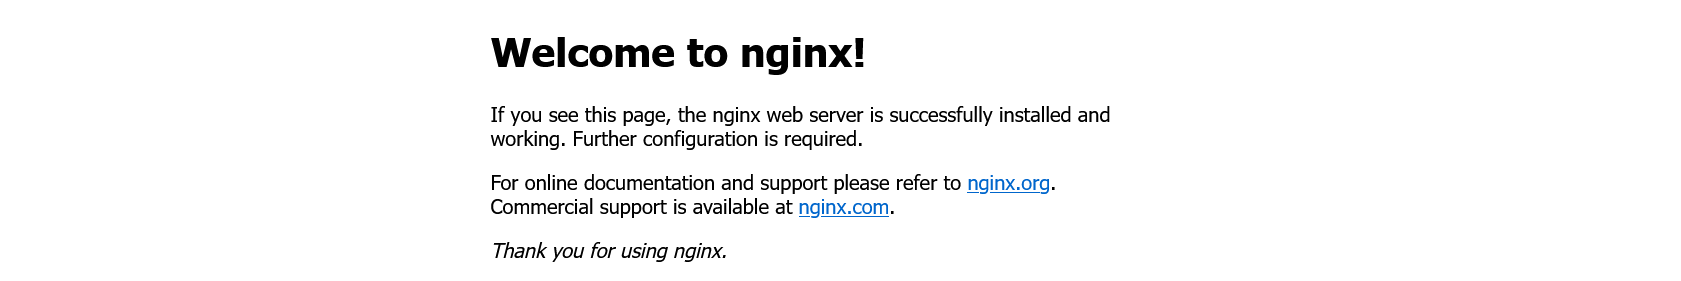 Welcome to nginx!
If you see this page, the nginx web server is successfully installed and
working. Further configuration is required.
For online documentation and support please refer to nginx.org.
Commercial support is available at nginx.com.
Thank you for using nginx.